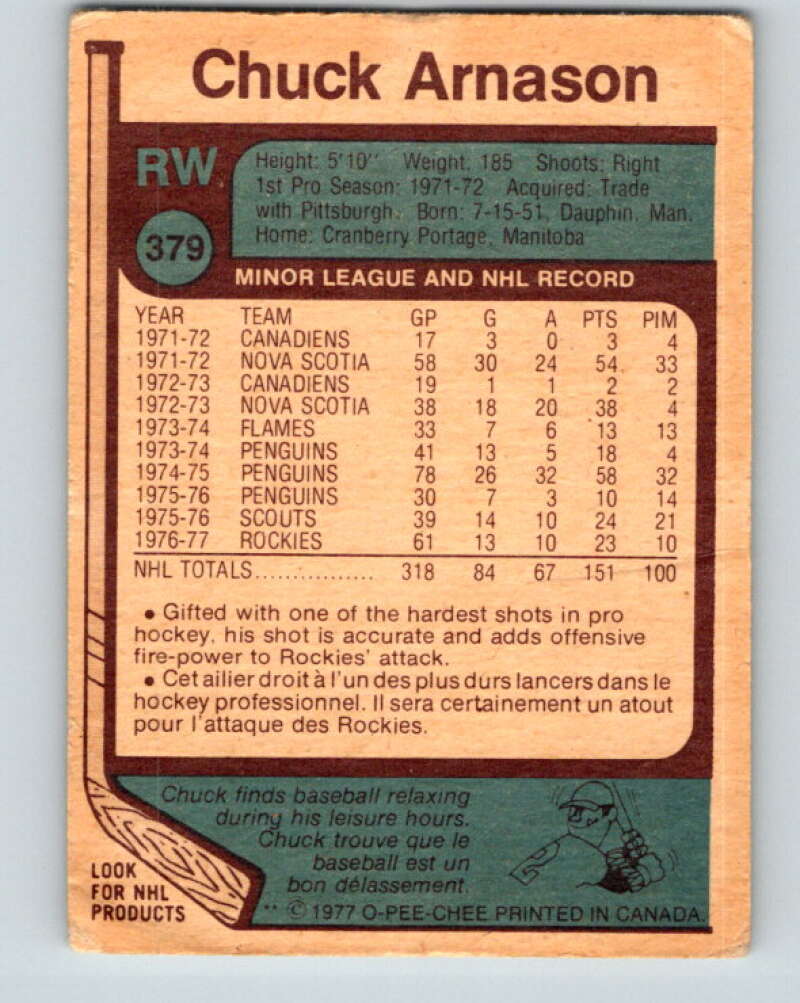 Chuck Arnason
RW
Height: 5'10" Weight: 185 Shoots: Right
1st Pro Season: 1971-72 Acquired: Trade
with Pittsburgh. Born: 7-15-51, Dauphin, Man.
Home: Cranberry Portage, Manitoba
379
MINOR LEAGUE AND NHL RECORD
YEAR TEAM GP G A PTS PIM
1971-72 CANADIENS 17 3 0 3 4
1971-72 NOVA SCOTIA 58 30 24 54 33
1972-73 CANADIENS 19 1 1 2 2
1972-73 NOVA SCOTIA 38 18 20 38 4
1973-74 FLAMES 33 7 6 13 13
1973-74 PENGUINS 41 13 5 18 4
1974-75 PENGUINS 78 26 32 58 32
1975-76 PENGUINS 30 7 3 10 14
1975-76 SCOUTS 39 14 10 24 21
1976-77 ROCKIES 61 13 10 23 10
NHL TOTALS................ 318 84 67 151 100
• Gifted with one of the hardest shots in pro
hockey, his shot is accurate and adds offensive
fire-power to Rockies' attack.
• Cet ailier droit à l'un des plus durs lancers dans le
hockey professionnel. Il sera certainement un atout
pour l'attaque des Rockies.
Chuck finds baseball relaxing
during his leisure hours.
Chuck trouve que le
baseball est un
bon délassement.
LOOK
FOR NHL
PRODUCTS
** © 1977 O-PEE-CHEE PRINTED IN CANADA.